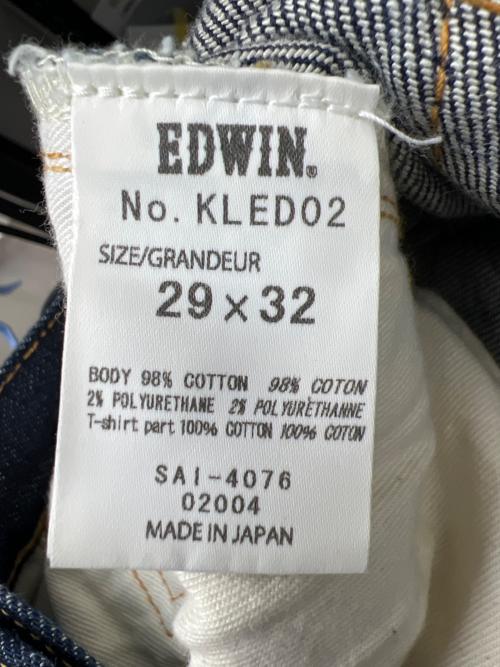 EDWIN®
No. KLED02
SIZE/GRANDEUR
29×32
BODY 98% COTTON 98% COTON
2% POLYURETHANE 2% POLYURÈTHANNE
T-shirt part 100% COTTON 100% COTON
SAI-4076
02004
MADE IN JAPAN